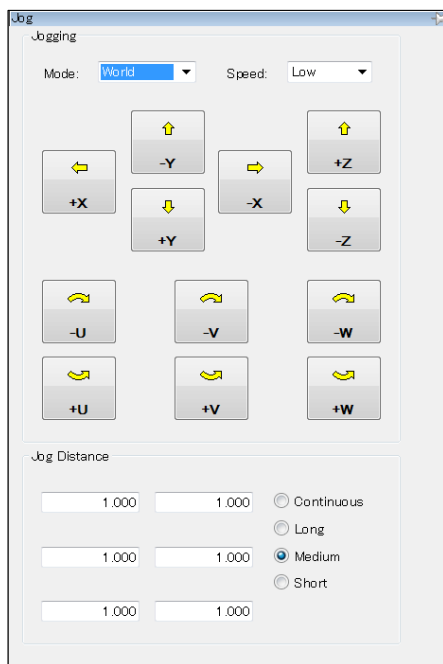 Jog
Jogging
Mode: World Speed: Low
-Y +Z
+X -X
+Y -Z
-U -V -W
+U +V +W
Jog Distance
1.000 1.000 Continuous
Long
1.000 1.000 Medium
Short
1.000 1.000